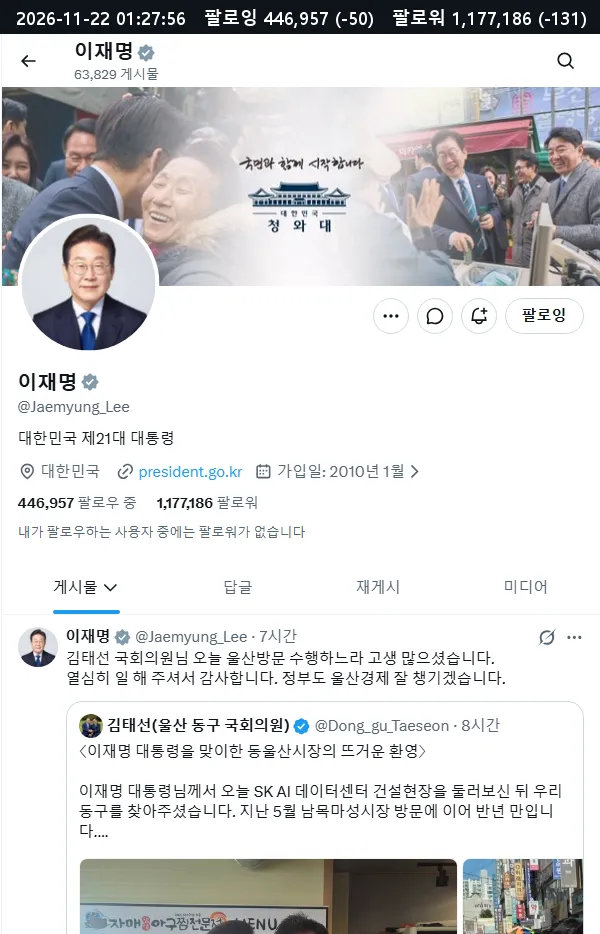 2026-11-22 01:27:56 팔로잉 446,957 (-50) 팔로워 1,177,186 (-131)
이재명
63,829 게시물
국민과 함께 시작합니다
대한민국
청와대
팔로잉
이재명
@Jaemyung_Lee
대한민국 제21대 대통령
대한민국 president.go.kr 가입일: 2010년 1월
446,957 팔로우 중 1,177,186 팔로워
내가 팔로우하는 사용자 중에는 팔로워가 없습니다
게시물 답글 재게시 미디어
이재명 @Jaemyung_Lee · 7시간
김태선 국회의원님 오늘 울산방문 수행하느라 고생 많으셨습니다.
열심히 일 해 주셔서 감사합니다. 정부도 울산경제 잘 챙기겠습니다.
김태선(울산 동구 국회의원) @Dong_gu_Taeseon · 8시간
<이재명 대통령을 맞이한 동울산시장의 뜨거운 환영>
이재명 대통령님께서 오늘 SK AI 데이터센터 건설현장을 둘러보신 뒤 우리
동구를 찾아주셨습니다. 지난 5월 남목마성시장 방문에 이어 반년 만입니
다....
자매 아구찜전문점 MENU